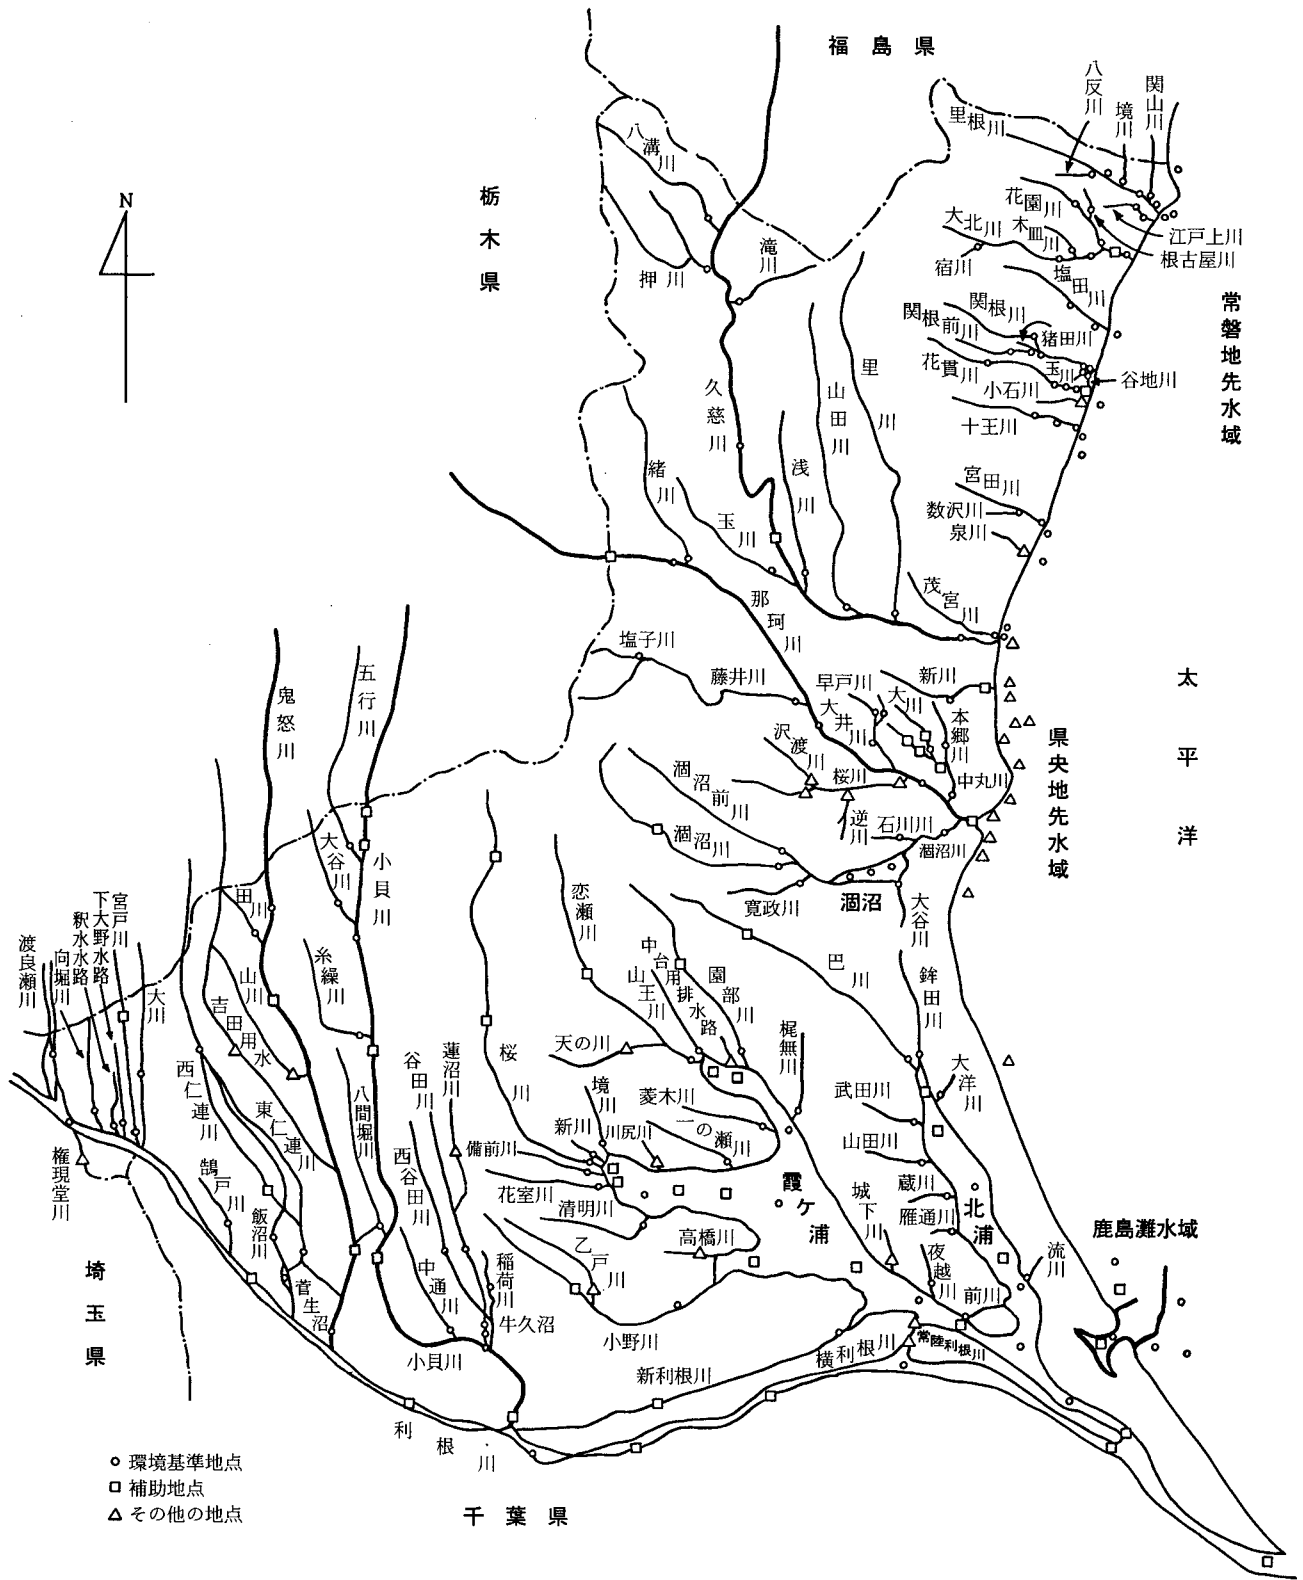 福島県
八反川
関山川
境川
里根川
八溝川
栃木県
N
花園川
大北川
木皿川
江戸上川
根古屋川
宿川
滝川
押川
塩田川
常磐地先水域
関根川
関根前川
猪田川
花貫川
玉川
谷地川
小石川
十王川
久慈川
山田川
里川
浅川
緒川
玉川
宮田川
数沢川
泉川
茂宮川
那珂川
塩子川
藤井川
早戸川
大川
新川
大井川
本郷川
沢渡川
桜川
中丸川
逆川
石川川
涸沼川
涸沼前川
涸沼川
涸沼
寛政川
大谷川
太平洋
県央地先水域
鬼怒川
五行川
大谷川
小貝川
田川
山川
糸繰川
吉田用水
宮戸川
下大野水路
釈水水路
向堀川
渡良瀬川
大川
恋瀬川
中台用排水路
山王川
園部川
巴川
鉾田川
天の川
梶無川
桜川
蓮沼川
谷田川
西谷田川
八間堀川
西仁連川
東仁連川
境川
菱木川
一の瀬川
新川
川尻川
備前川
花室川
清明川
武田川
大洋川
山田川
蔵川
雁通川
霞ケ浦
城下川
北浦
夜越川
前川
流川
鹿島灘水域
権現堂川
鵠戸川
飯沼川
菅生沼
中通川
稲荷川
牛久沼
乙戸川
高橋川
小野川
小貝川
新利根川
横利根川
常陸利根川
利根川
埼玉県
千葉県
環境基準地点
補助地点
その他の地点